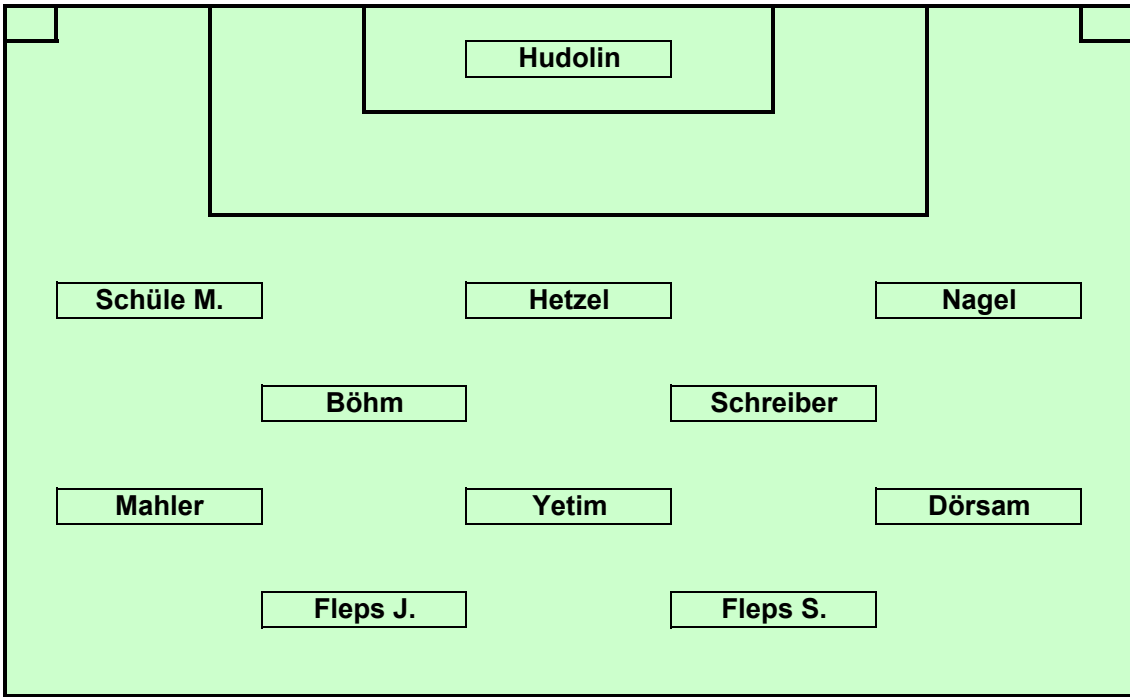 Hudolin
Schüle M.
Hetzel
Nagel
Böhm
Schreiber
Mahler
Yetim
Dörsam
Fleps J.
Fleps S.